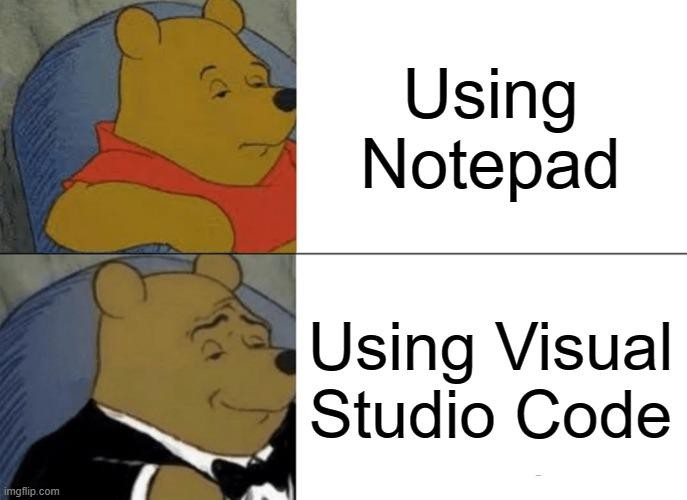 Using
Notepad
Using Visual
Studio Code
imgflip.com